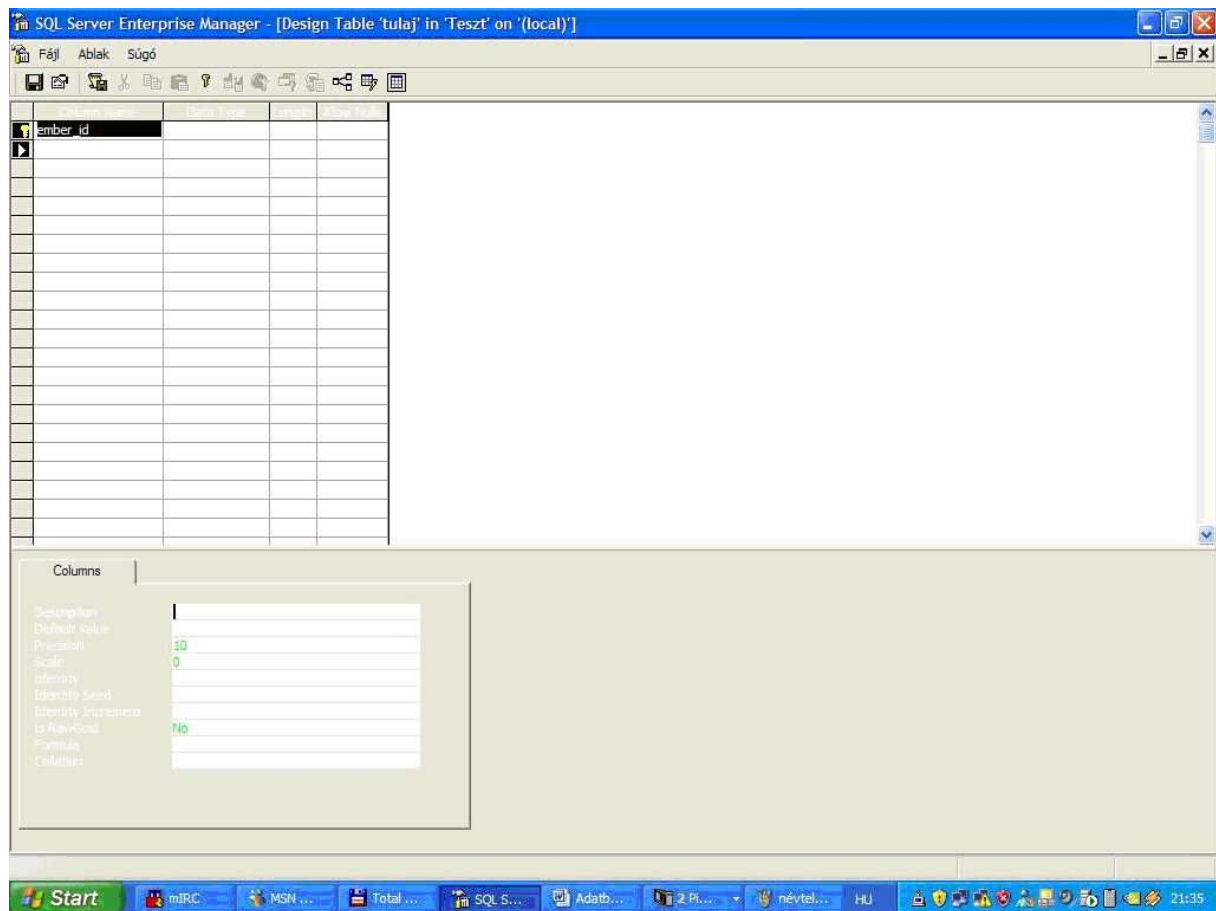 SQL Server Enterprise Manager - [Design Table 'tulaj' in 'Teszt' on '(local)']
Fájl Ablak Súgó
Column Name Data Type Length Allow Nulls
ember_id
Columns
Description
Default Value
Precision 10
Scale 0
Identity
Identity Seed
Identity Increment
Is RowGuid No
Formula
Collation
Start mIRC MSN ... Total ... SQL S... Adatb... 2 Pi... névtel... HU 21:35